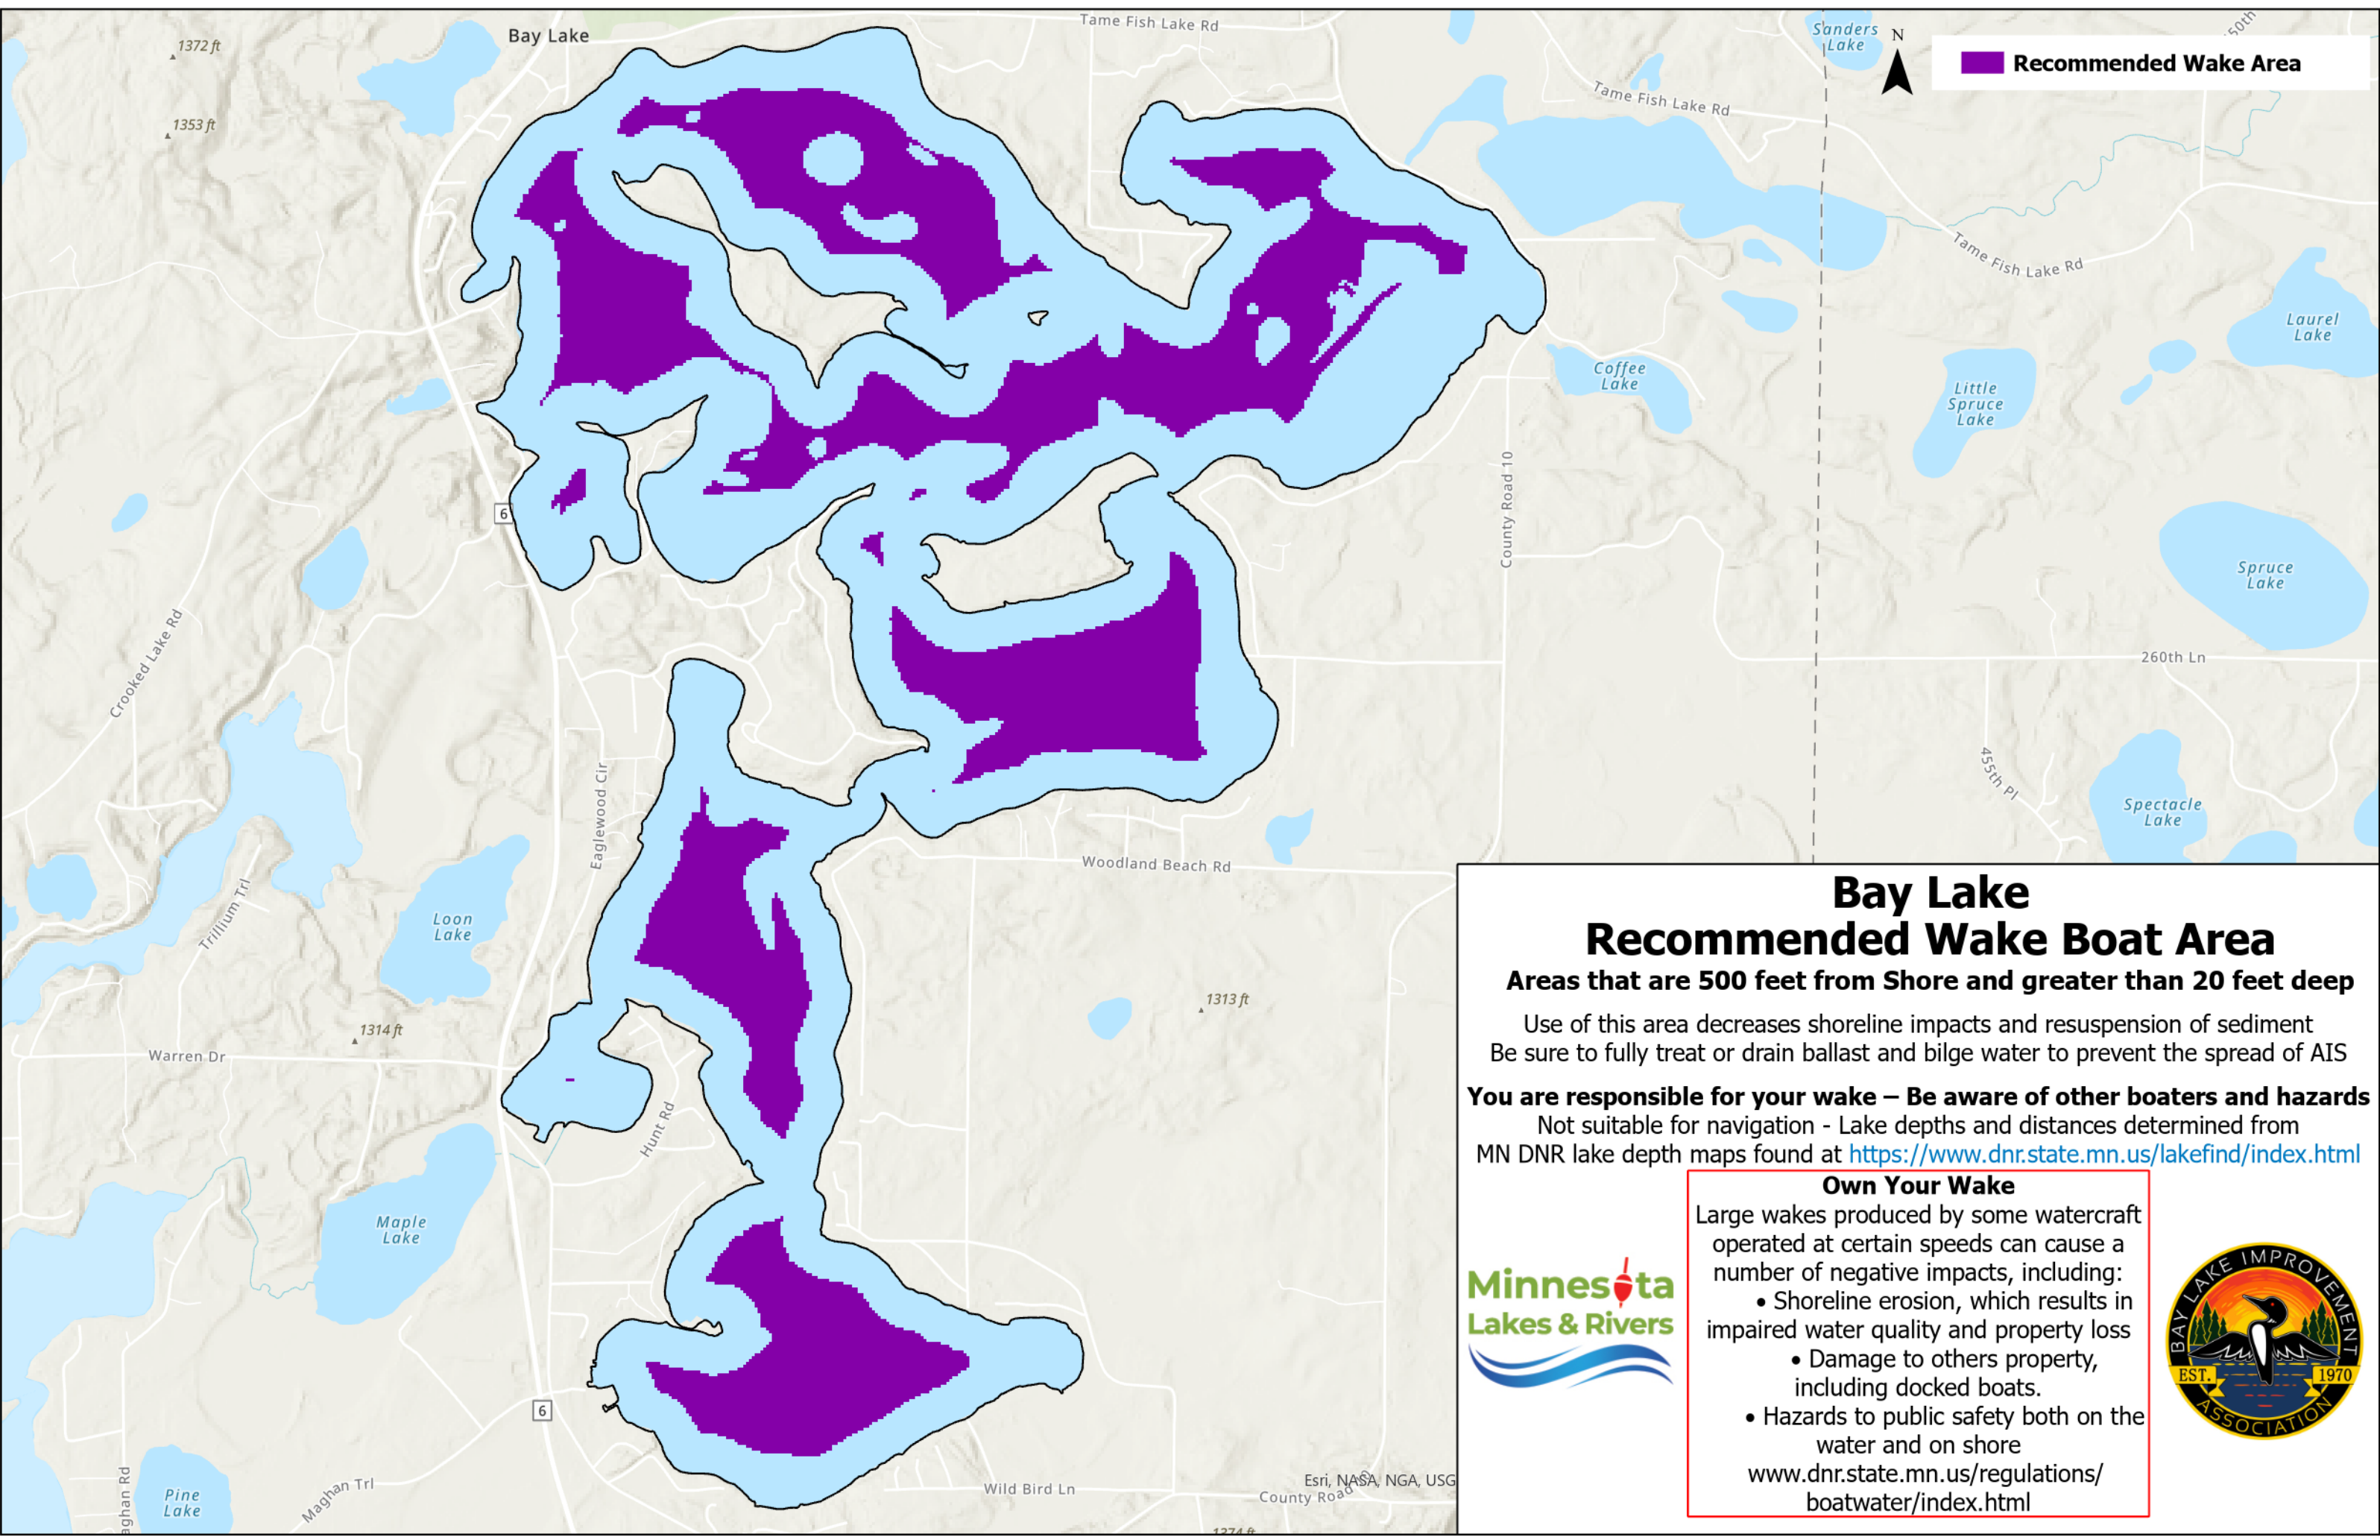 Bay Lake
Tame Fish Lake Rd
Sanders
Lake
N
50th
Recommended Wake Area
1372 ft
1353 ft
Tame Fish Lake Rd
Tame Fish Lake Rd
Laurel
Lake
Coffee
Lake
Little
Spruce
Lake
6
County Road 10
Spruce
Lake
Crooked Lake Rd
260th Ln
455th Pl
Spectacle
Lake
Eaglewood Cir
Woodland Beach Rd
Trillium Trl
Loon
Lake
1313 ft
1314 ft
Warren Dr
Hunt Rd
Maple
Lake
6
Esri, NASA, NGA, USG
Wild Bird Ln
County Road
Maghan Trl
aghan Rd
Pine
Lake
1374 ft
Bay Lake
Recommended Wake Boat Area
Areas that are 500 feet from Shore and greater than 20 feet deep
Use of this area decreases shoreline impacts and resuspension of sediment
Be sure to fully treat or drain ballast and bilge water to prevent the spread of AIS
You are responsible for your wake – Be aware of other boaters and hazards
Not suitable for navigation - Lake depths and distances determined from
MN DNR lake depth maps found at https://www.dnr.state.mn.us/lakefind/index.html
Own Your Wake
Large wakes produced by some watercraft
operated at certain speeds can cause a
number of negative impacts, including:
• Shoreline erosion, which results in
impaired water quality and property loss
• Damage to others property,
including docked boats.
• Hazards to public safety both on the
water and on shore
www.dnr.state.mn.us/regulations/
boatwater/index.html
Minnesota
Lakes & Rivers
BAY LAKE IMPROVEMENT
EST. 1970
ASSOCIATION